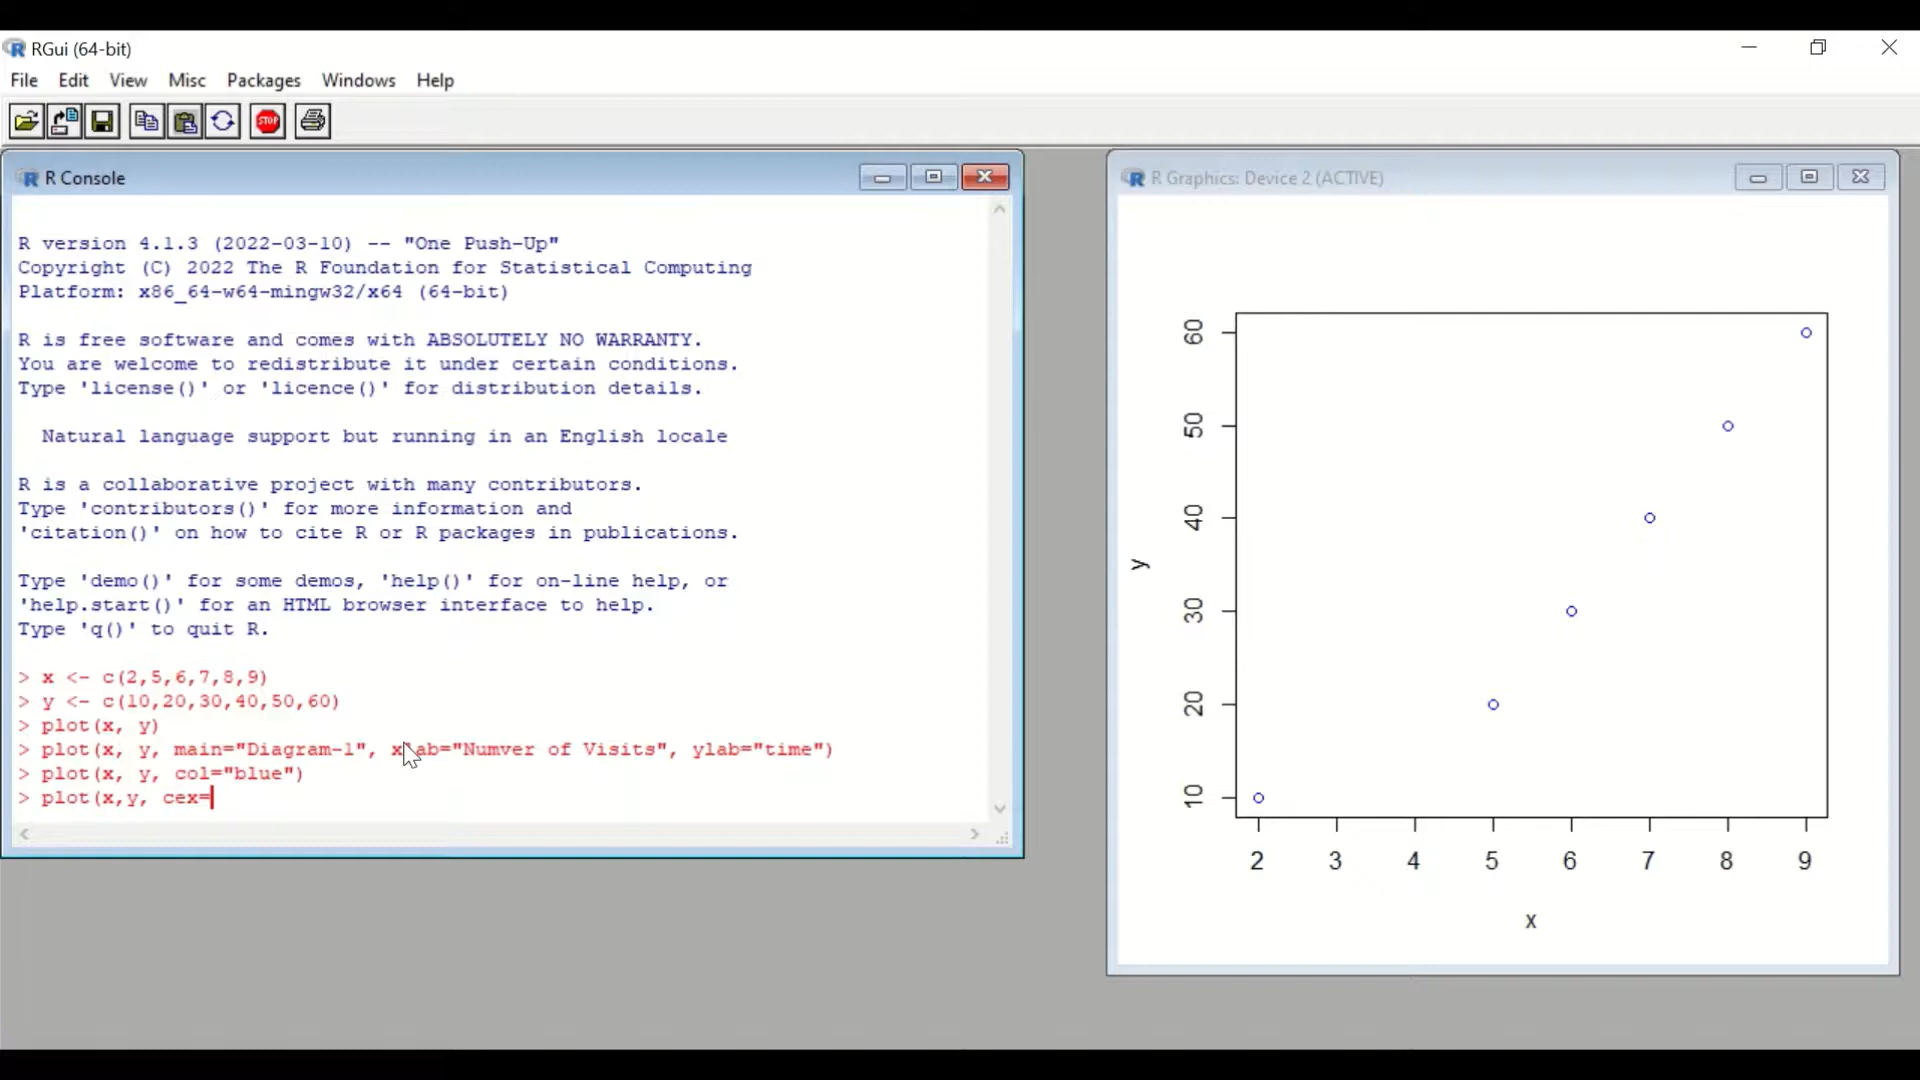 RGui (64-bit)
File Edit View Misc Packages Windows Help
STOP
R Console
R version 4.1.3 (2022-03-10) -- "One Push-Up"
Copyright (C) 2022 The R Foundation for Statistical Computing
Platform: x86_64-w64-mingw32/x64 (64-bit)
R is free software and comes with ABSOLUTELY NO WARRANTY.
You are welcome to redistribute it under certain conditions.
Type 'license()' or 'licence()' for distribution details.
Natural language support but running in an English locale
R is a collaborative project with many contributors.
Type 'contributors()' for more information and
'citation()' on how to cite R or R packages in publications.
Type 'demo()' for some demos, 'help()' for on-line help, or
'help.start()' for an HTML browser interface to help.
Type 'q()' to quit R.
> x <- c(2,5,6,7,8,9)
> y <- c(10,20,30,40,50,60)
> plot(x, y)
> plot(x, y, main="Diagram-1", xlab="Numver of Visits", ylab="time")
> plot(x, y, col="blue")
> plot(x,y, cex=
R Graphics: Device 2 (ACTIVE)
60
50
40
30
20
10
y
2 3 4 5 6 7 8 9
x